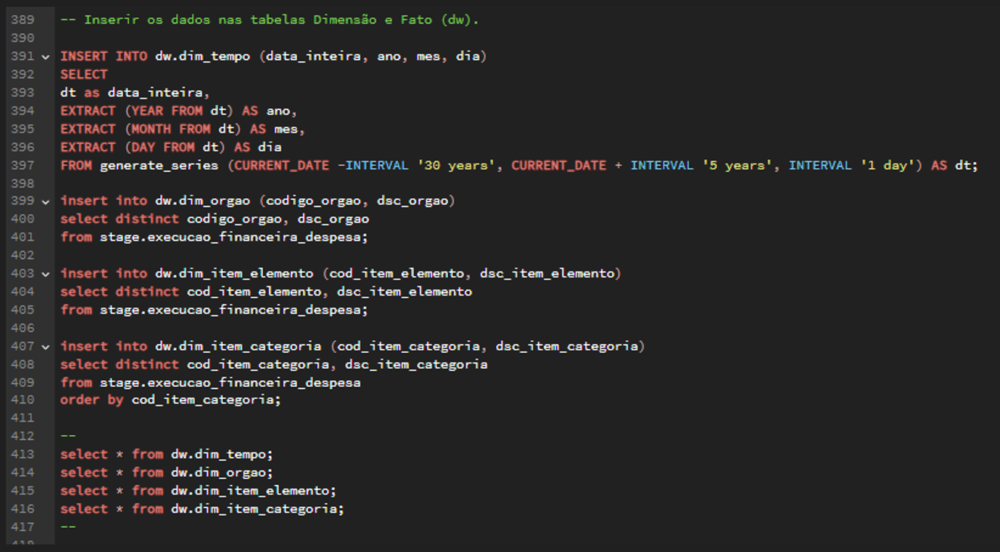 389 -- Inserir os dados nas tabelas Dimensão e Fato (dw).
390
391 INSERT INTO dw.dim_tempo (data_inteira, ano, mes, dia)
392 SELECT
393 dt as data_inteira,
394 EXTRACT (YEAR FROM dt) AS ano,
395 EXTRACT (MONTH FROM dt) AS mes,
396 EXTRACT (DAY FROM dt) AS dia
397 FROM generate_series (CURRENT_DATE -INTERVAL '30 years', CURRENT_DATE + INTERVAL '5 years', INTERVAL '1 day') AS dt;
398
399 insert into dw.dim_orgao (codigo_orgao, dsc_orgao)
400 select distinct codigo_orgao, dsc_orgao
401 from stage.execucao_financeira_despesa;
402
403 insert into dw.dim_item_elemento (cod_item_elemento, dsc_item_elemento)
404 select distinct cod_item_elemento, dsc_item_elemento
405 from stage.execucao_financeira_despesa;
406
407 insert into dw.dim_item_categoria (cod_item_categoria, dsc_item_categoria)
408 select distinct cod_item_categoria, dsc_item_categoria
409 from stage.execucao_financeira_despesa
410 order by cod_item_categoria;
411
412 --
413 select * from dw.dim_tempo;
414 select * from dw.dim_orgao;
415 select * from dw.dim_item_elemento;
416 select * from dw.dim_item_categoria;
417 --